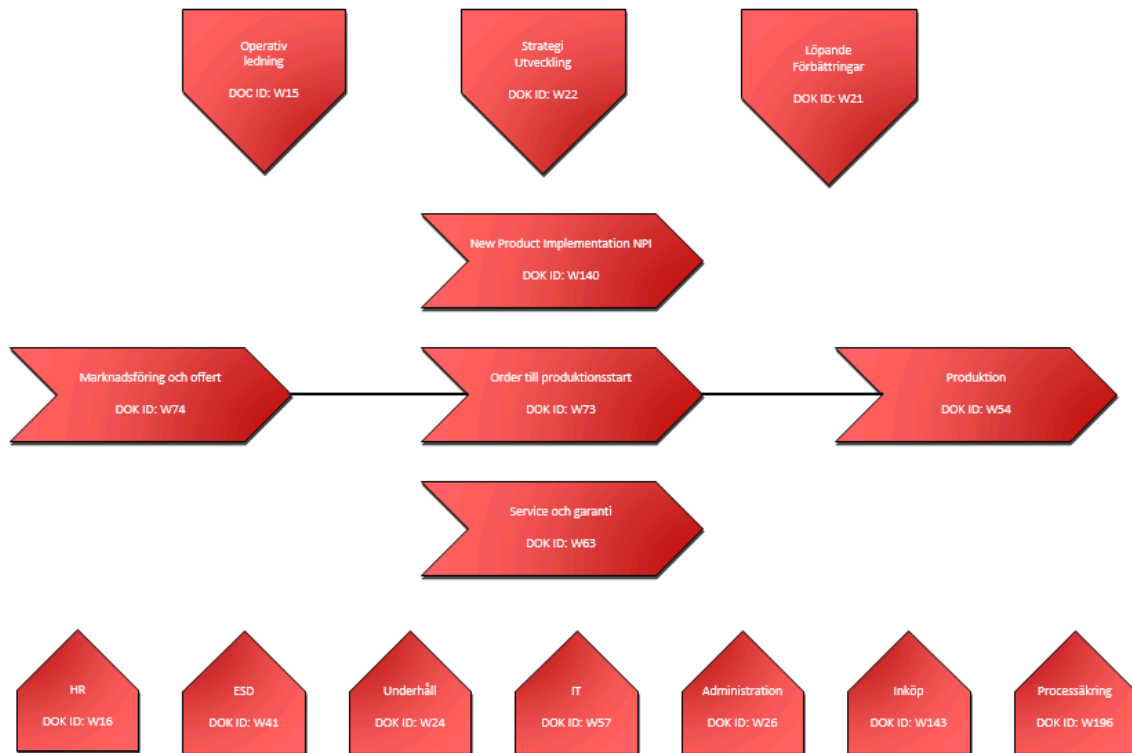 Operativ
ledning
DOC ID: W15
Strategi
Utveckling
DOK ID: W22
Löpande
Förbättringar
DOK ID: W21
New Product Implementation NPI
DOK ID: W140
Marknadsföring och offert
DOK ID: W74
Order till produktionsstart
DOK ID: W73
Produktion
DOK ID: W54
Service och garanti
DOK ID: W63
HR
DOK ID: W16
ESD
DOK ID: W41
Underhåll
DOK ID: W24
IT
DOK ID: W57
Administration
DOK ID: W26
Inköp
DOK ID: W143
Processäkring
DOK ID: W196